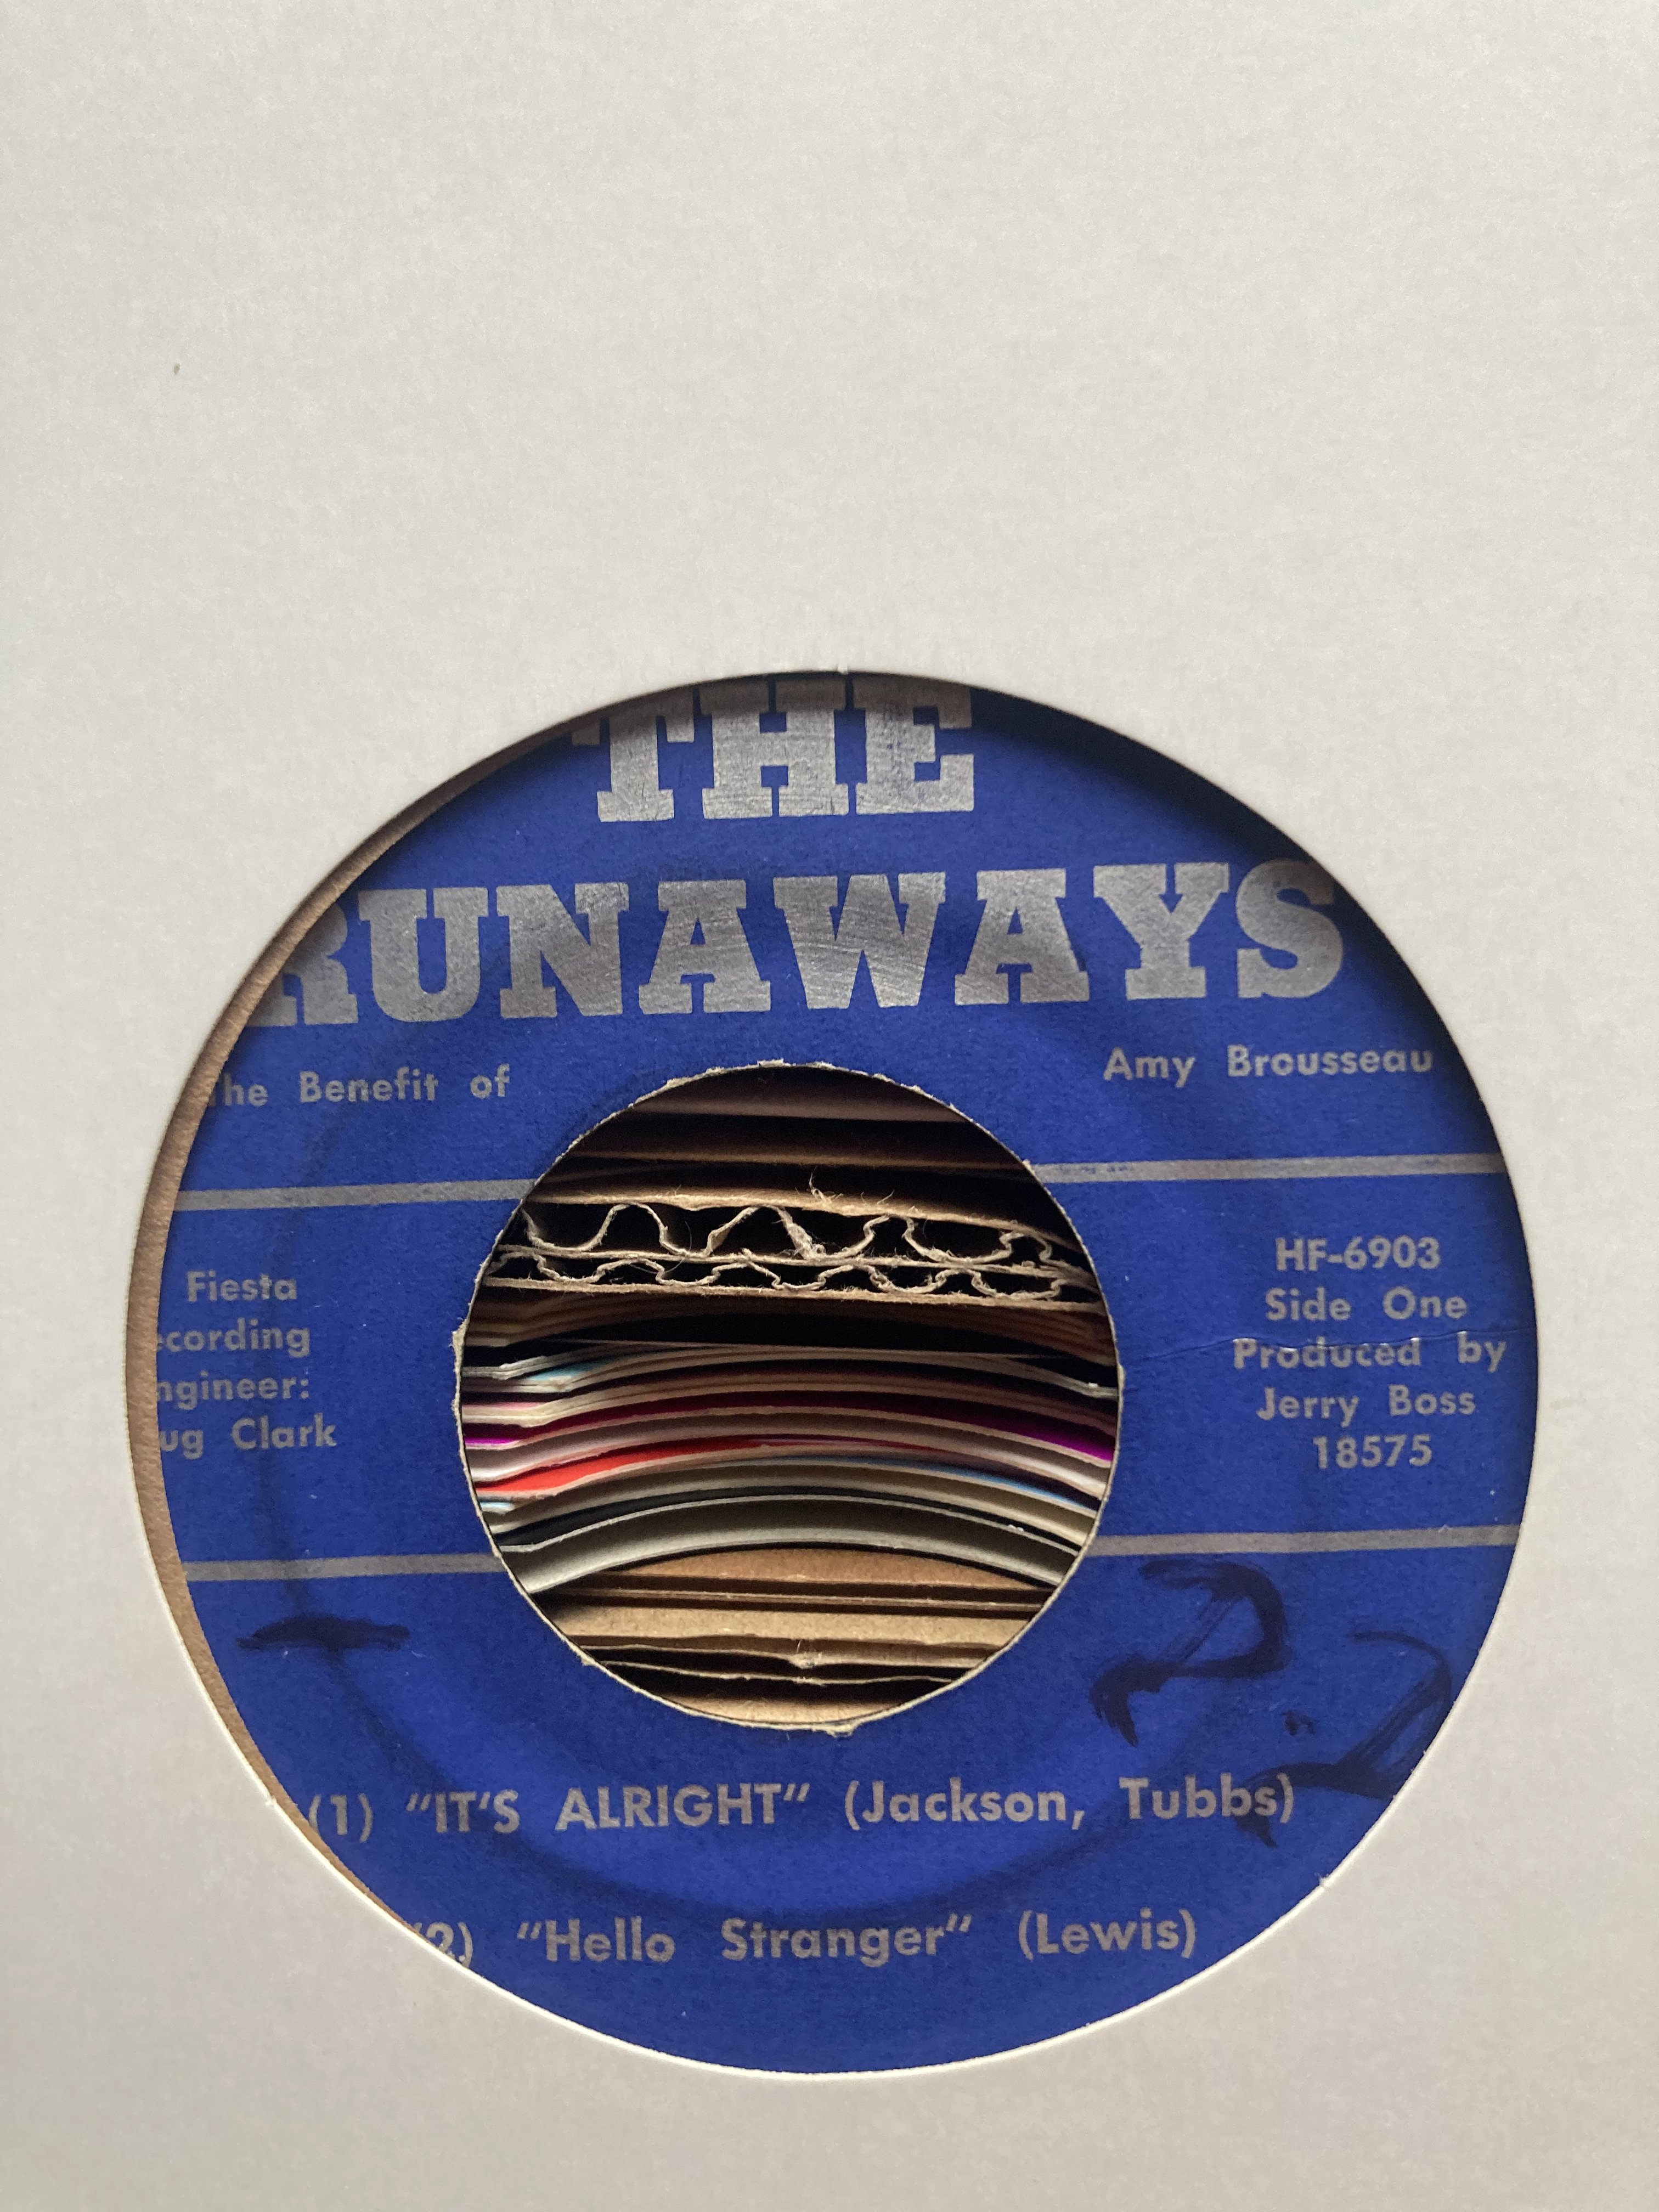 THE
RUNAWAYS
The Benefit of
Amy Brousseau
Fiesta
ecording
ngineer:
ug Clark
HF-6903
Side One
Produced by
Jerry Boss
18575
(1) "IT'S ALRIGHT" (Jackson, Tubbs)
(2) "Hello Stranger" (Lewis)